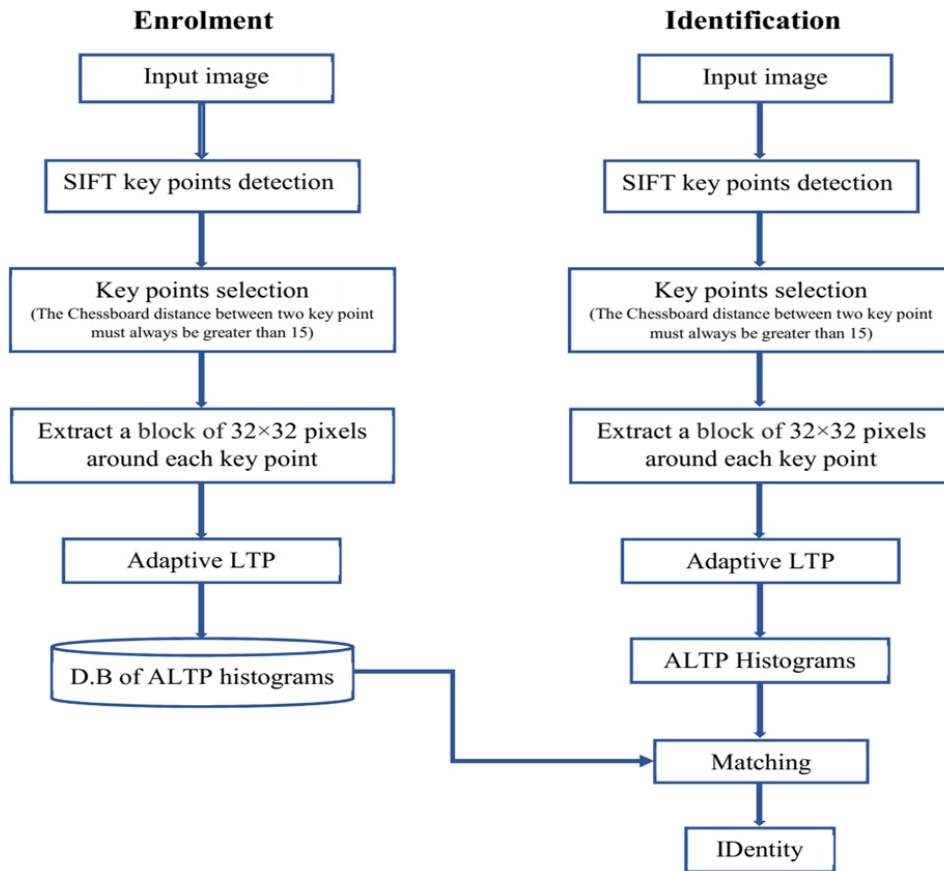 Enrolment
Input image
SIFT key points detection
Key points selection
(The Chessboard distance between two key point
must always be greater than 15)
Extract a block of 32×32 pixels
around each key point
Adaptive LTP
D.B of ALTP histograms
Identification
Input image
SIFT key points detection
Key points selection
(The Chessboard distance between two key point
must always be greater than 15)
Extract a block of 32×32 pixels
around each key point
Adaptive LTP
ALTP Histograms
Matching
IDentity